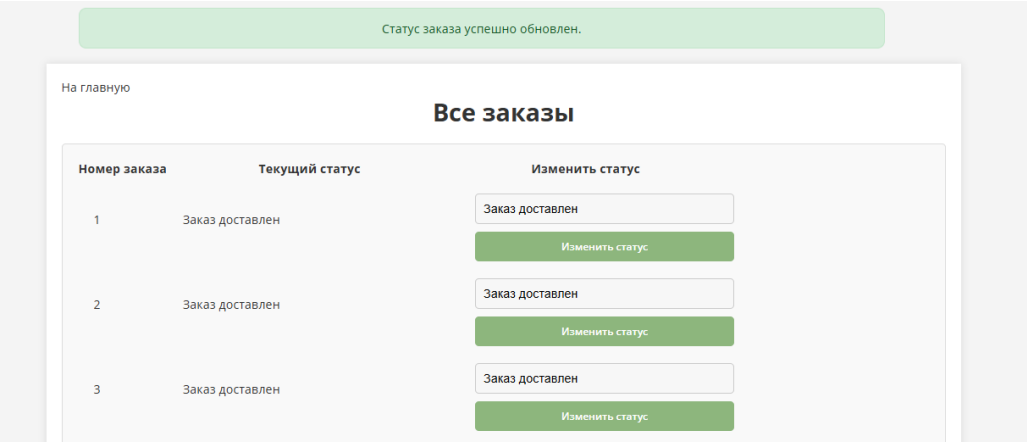 Статус заказа успешно обновлен.
На главную
Все заказы
Номер заказа Текущий статус Изменить статус
1 Заказ доставлен Заказ доставлен
Изменить статус
2 Заказ доставлен Заказ доставлен
Изменить статус
3 Заказ доставлен Заказ доставлен
Изменить статус